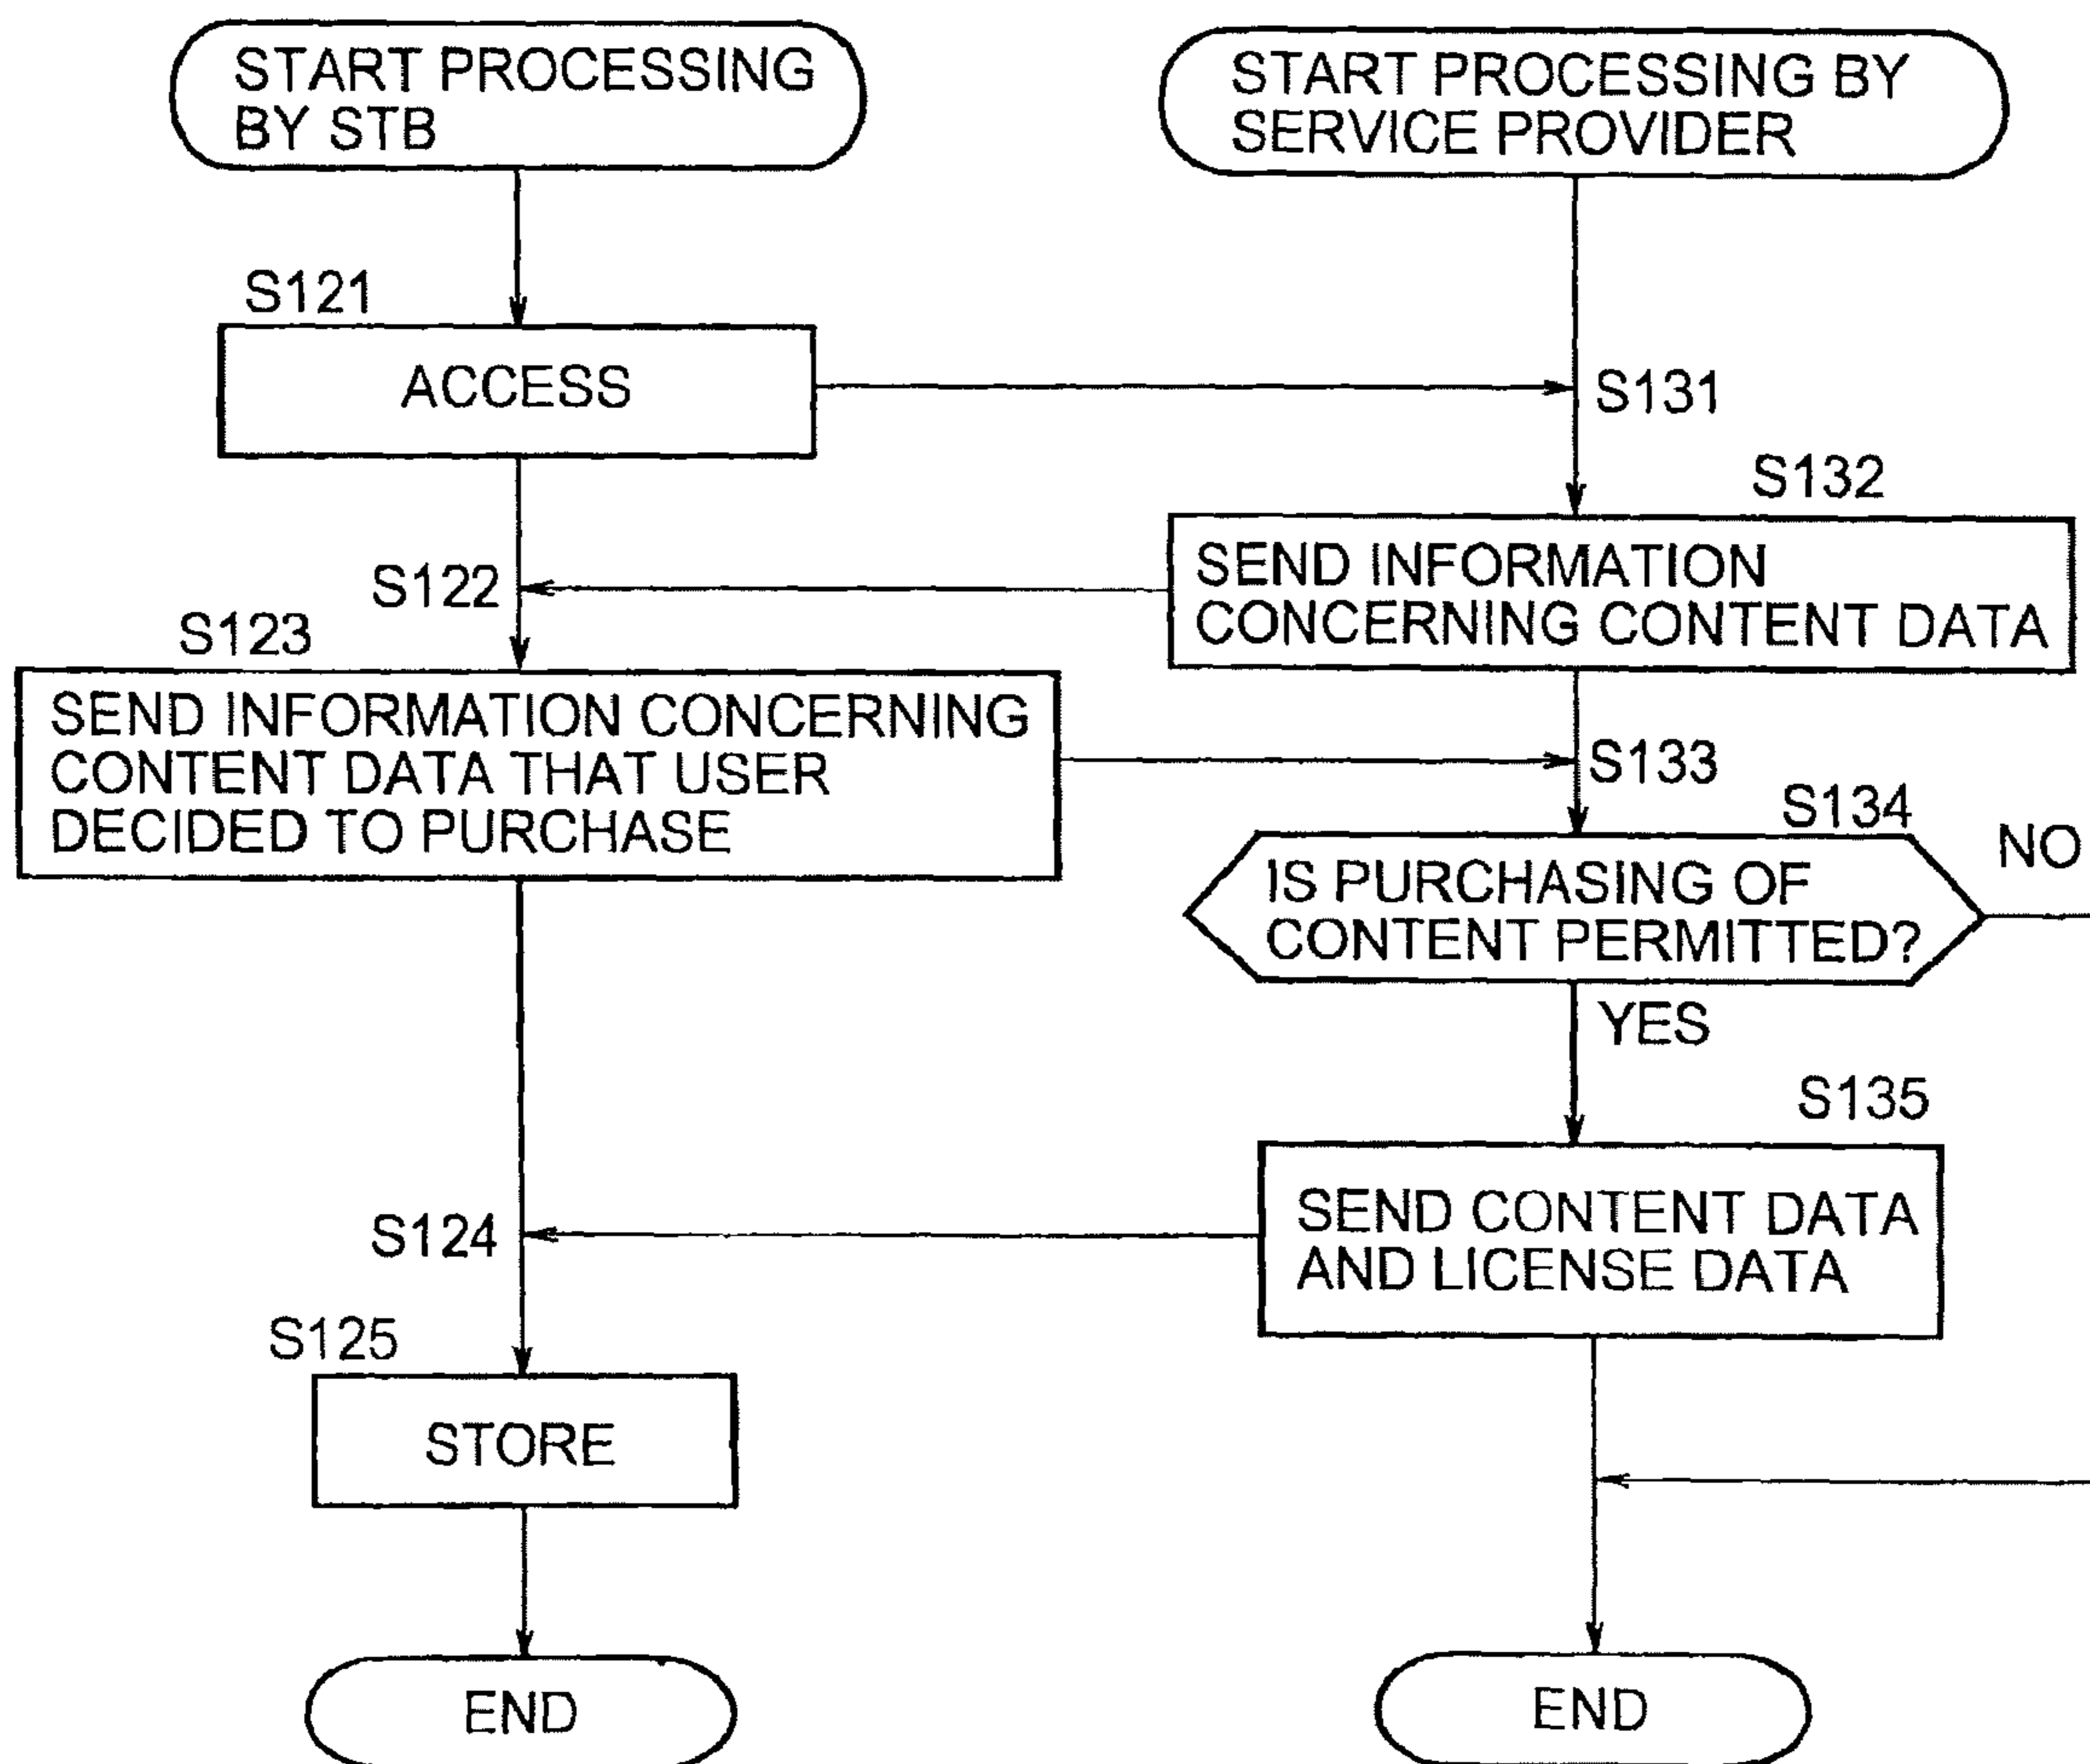 START PROCESSING
BY STB
START PROCESSING BY
SERVICE PROVIDER
S121
ACCESS
S131
S132
SEND INFORMATION
CONCERNING CONTENT DATA
S122
S123
SEND INFORMATION CONCERNING
CONTENT DATA THAT USER
DECIDED TO PURCHASE
S133
S134
NO
IS PURCHASING OF
CONTENT PERMITTED?
YES
S135
SEND CONTENT DATA
AND LICENSE DATA
S124
S125
STORE
END
END